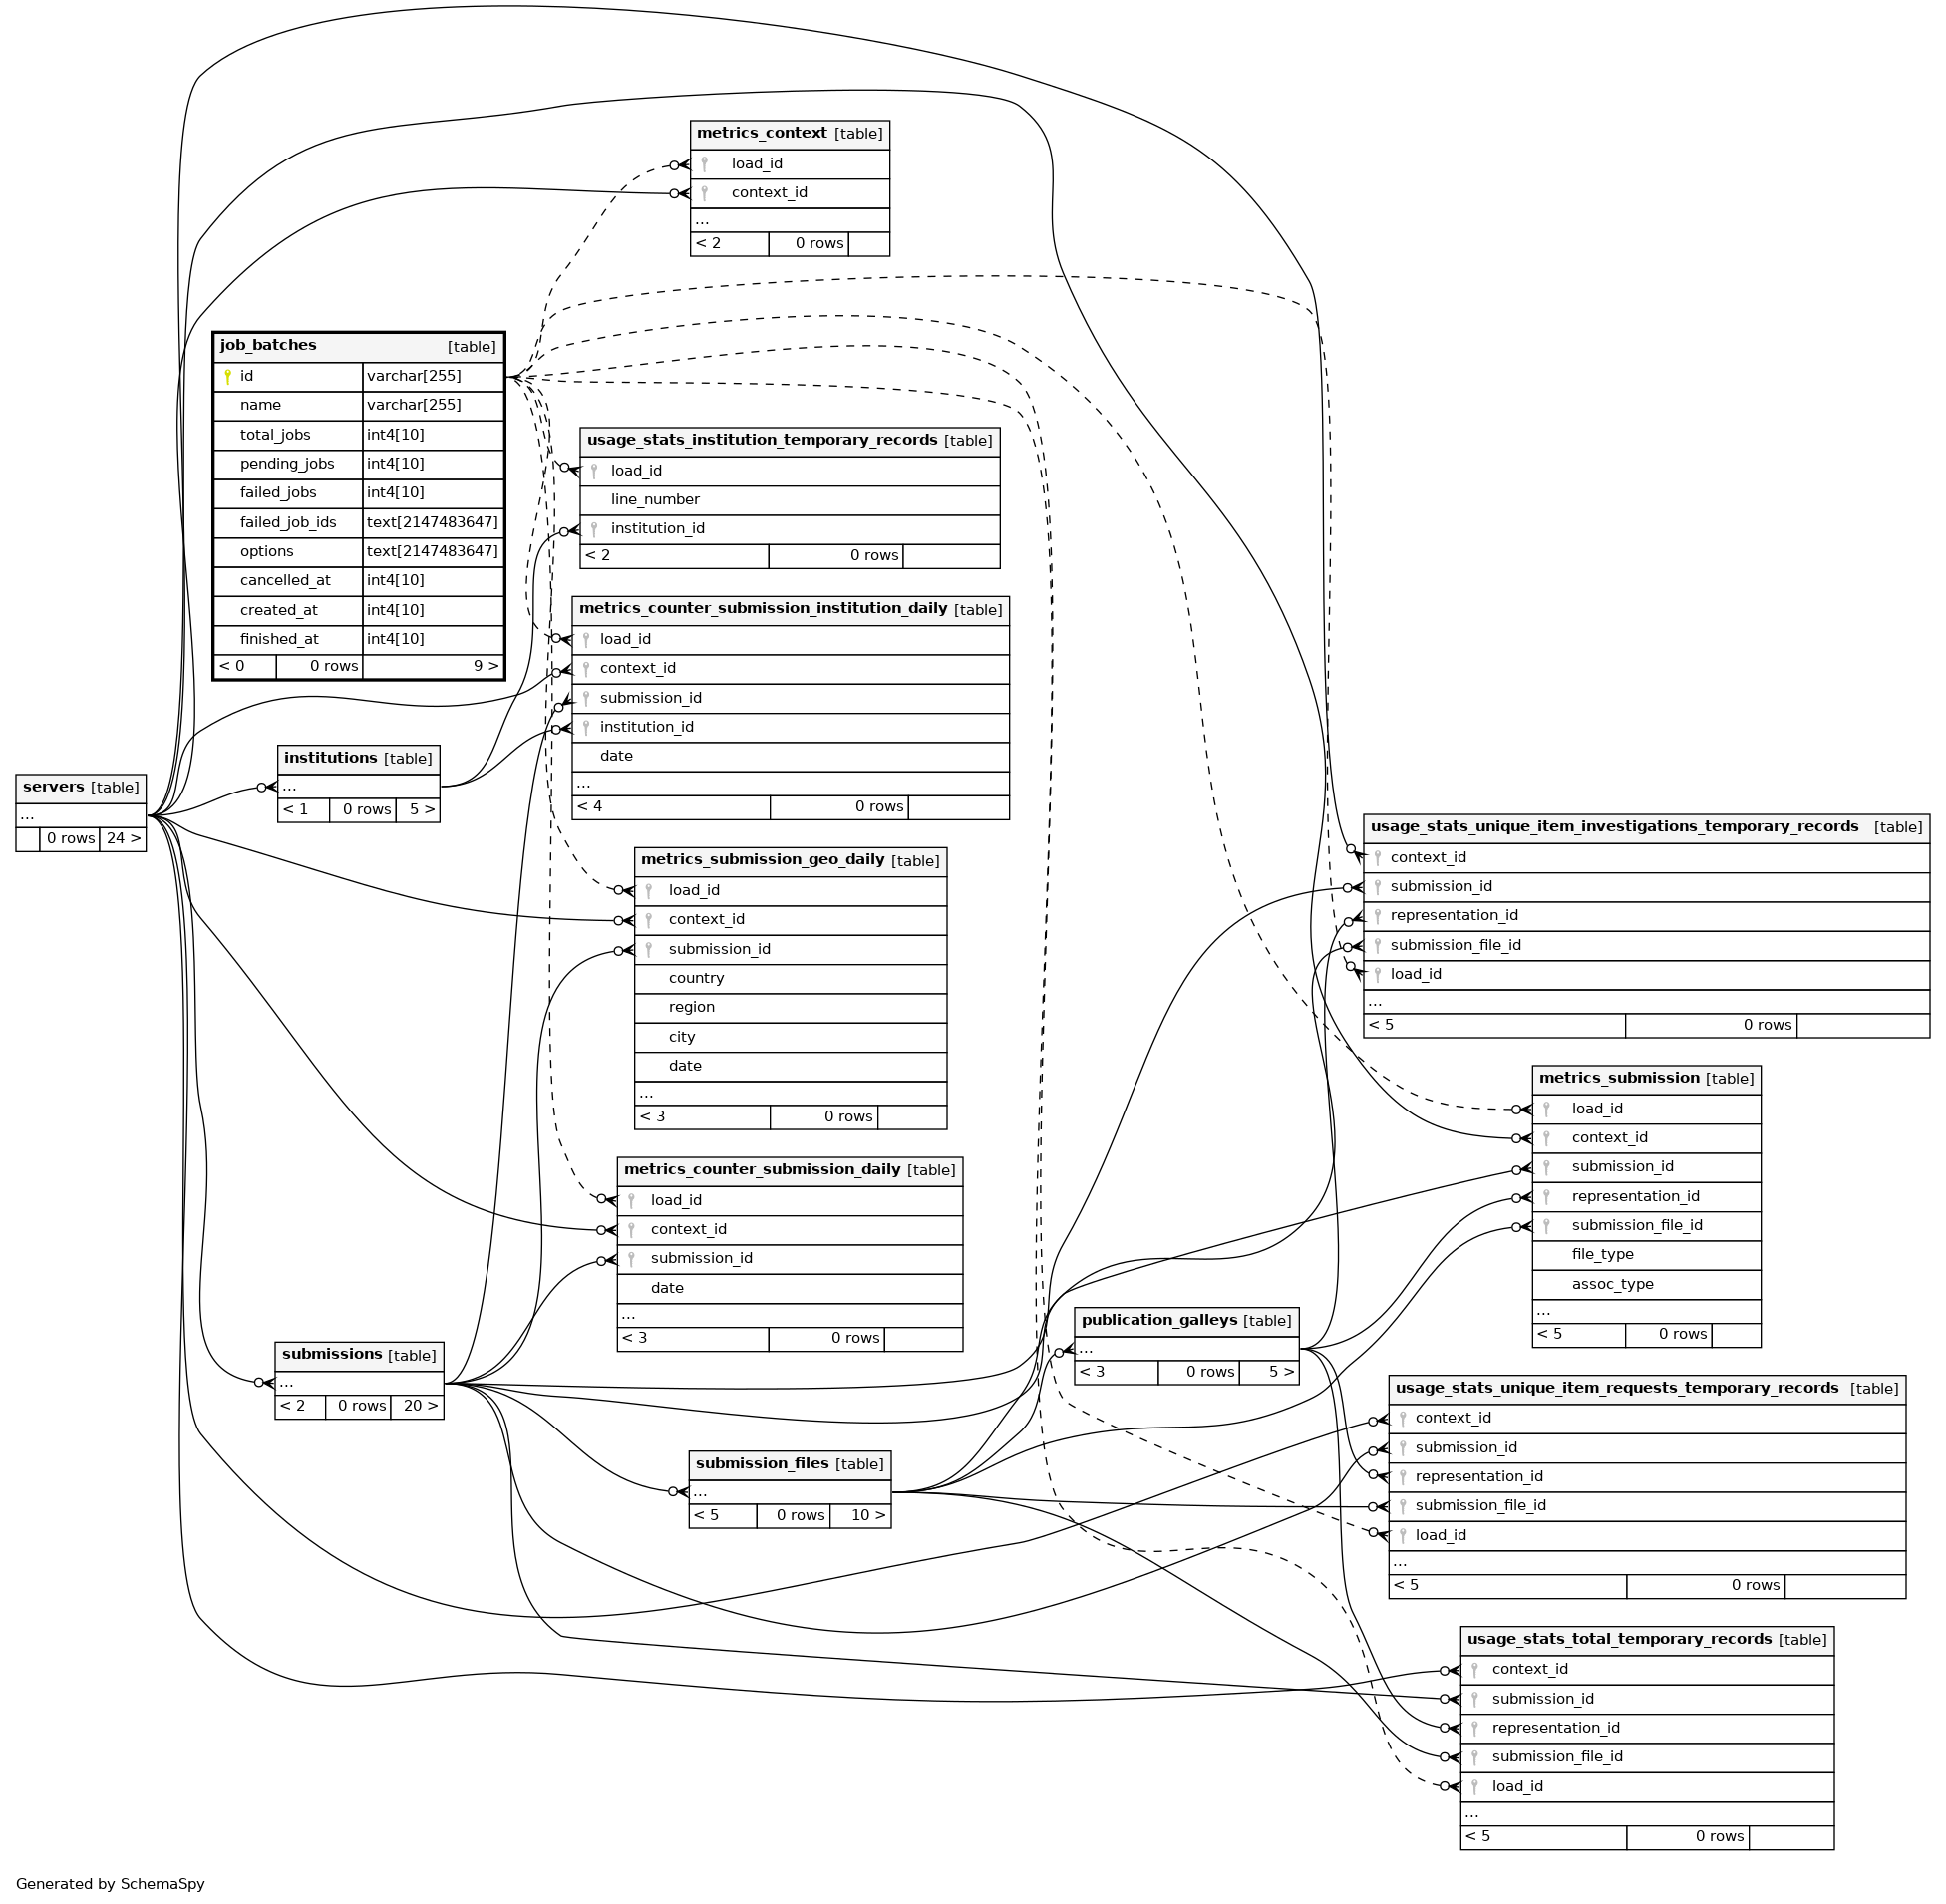 metrics_context [table]
load_id
context_id
...
< 2 0 rows
job_batches [table]
id varchar[255]
name varchar[255]
total_jobs int4[10]
pending_jobs int4[10]
failed_jobs int4[10]
failed_job_ids text[2147483647]
options text[2147483647]
cancelled_at int4[10]
created_at int4[10]
finished_at int4[10]
< 0 0 rows 9 >
usage_stats_institution_temporary_records [table]
load_id
line_number
institution_id
< 2 0 rows
metrics_counter_submission_institution_daily [table]
load_id
context_id
submission_id
institution_id
date
...
< 4 0 rows
institutions [table]
...
< 1 0 rows 5 >
servers [table]
...
0 rows 24 >
usage_stats_unique_item_investigations_temporary_records [table]
context_id
submission_id
representation_id
submission_file_id
load_id
...
< 5 0 rows
metrics_submission_geo_daily [table]
load_id
context_id
submission_id
country
region
city
date
...
< 3 0 rows
metrics_submission [table]
load_id
context_id
submission_id
representation_id
submission_file_id
file_type
assoc_type
...
< 5 0 rows
metrics_counter_submission_daily [table]
load_id
context_id
submission_id
date
...
< 3 0 rows
publication_galleys [table]
...
< 3 0 rows 5 >
submissions [table]
...
< 2 0 rows 20 >
usage_stats_unique_item_requests_temporary_records [table]
context_id
submission_id
representation_id
submission_file_id
load_id
...
< 5 0 rows
submission_files [table]
...
< 5 0 rows 10 >
usage_stats_total_temporary_records [table]
context_id
submission_id
representation_id
submission_file_id
load_id
...
< 5 0 rows
Generated by SchemaSpy